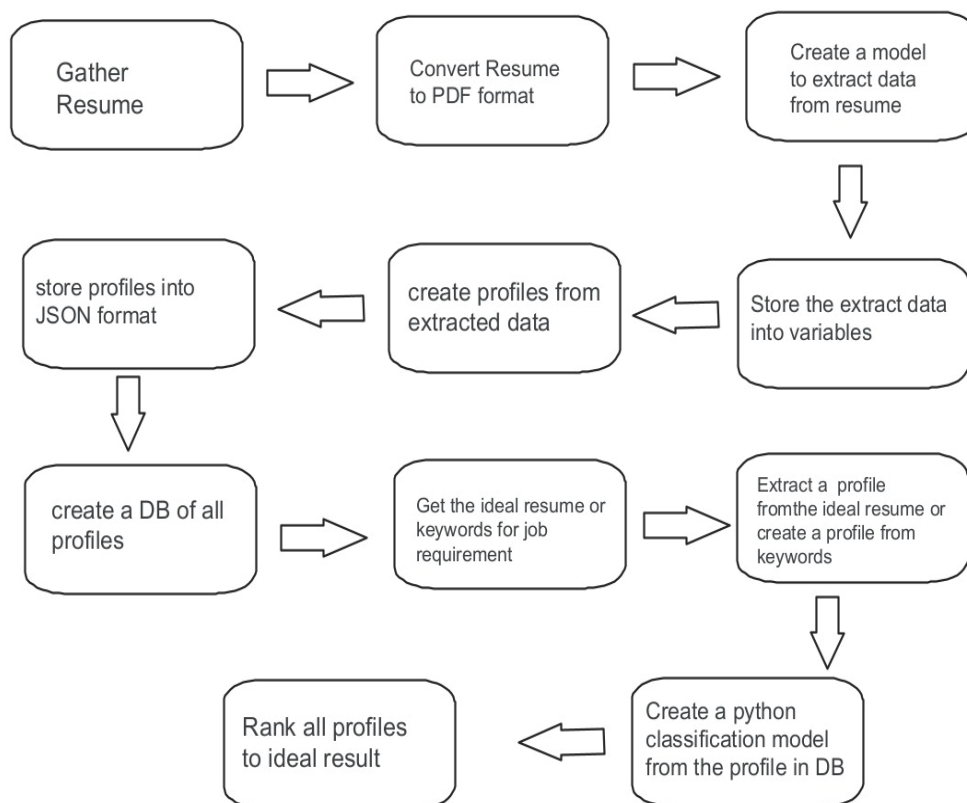 Gather
Resume
Convert Resume
to PDF format
Create a model
to extract data
from resume
Store the extract data
into variables
create profiles from
extracted data
store profiles into
JSON format
create a DB of all
profiles
Get the ideal resume or
keywords for job
requirement
Extract a profile
fromthe ideal resume or
create a profile from
keywords
Create a python
classification model
from the profile in DB
Rank all profiles
to ideal result